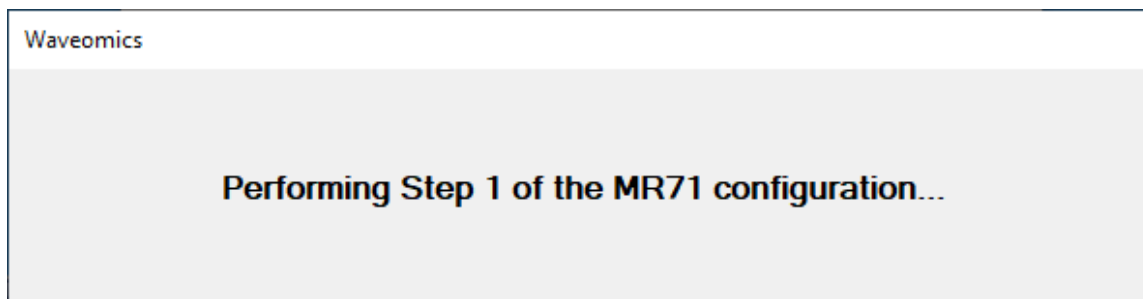 Waveomics
Performing Step 1 of the MR71 configuration...